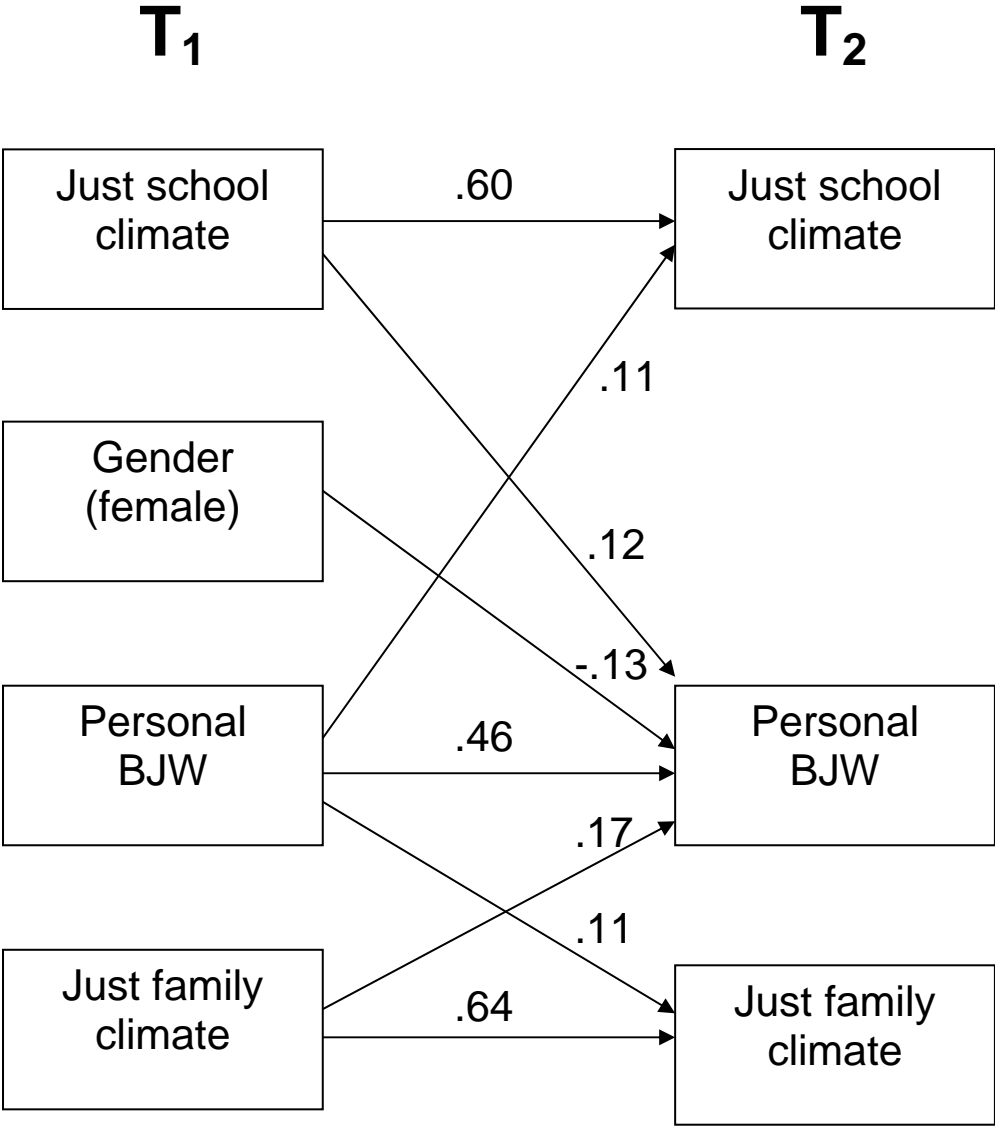 T₁
T₂
Just school
climate
.60
Just school
climate
.11
Gender
(female)
.12
-.13
Personal
BJW
.46
Personal
BJW
.17
.11
Just family
climate
.64
Just family
climate